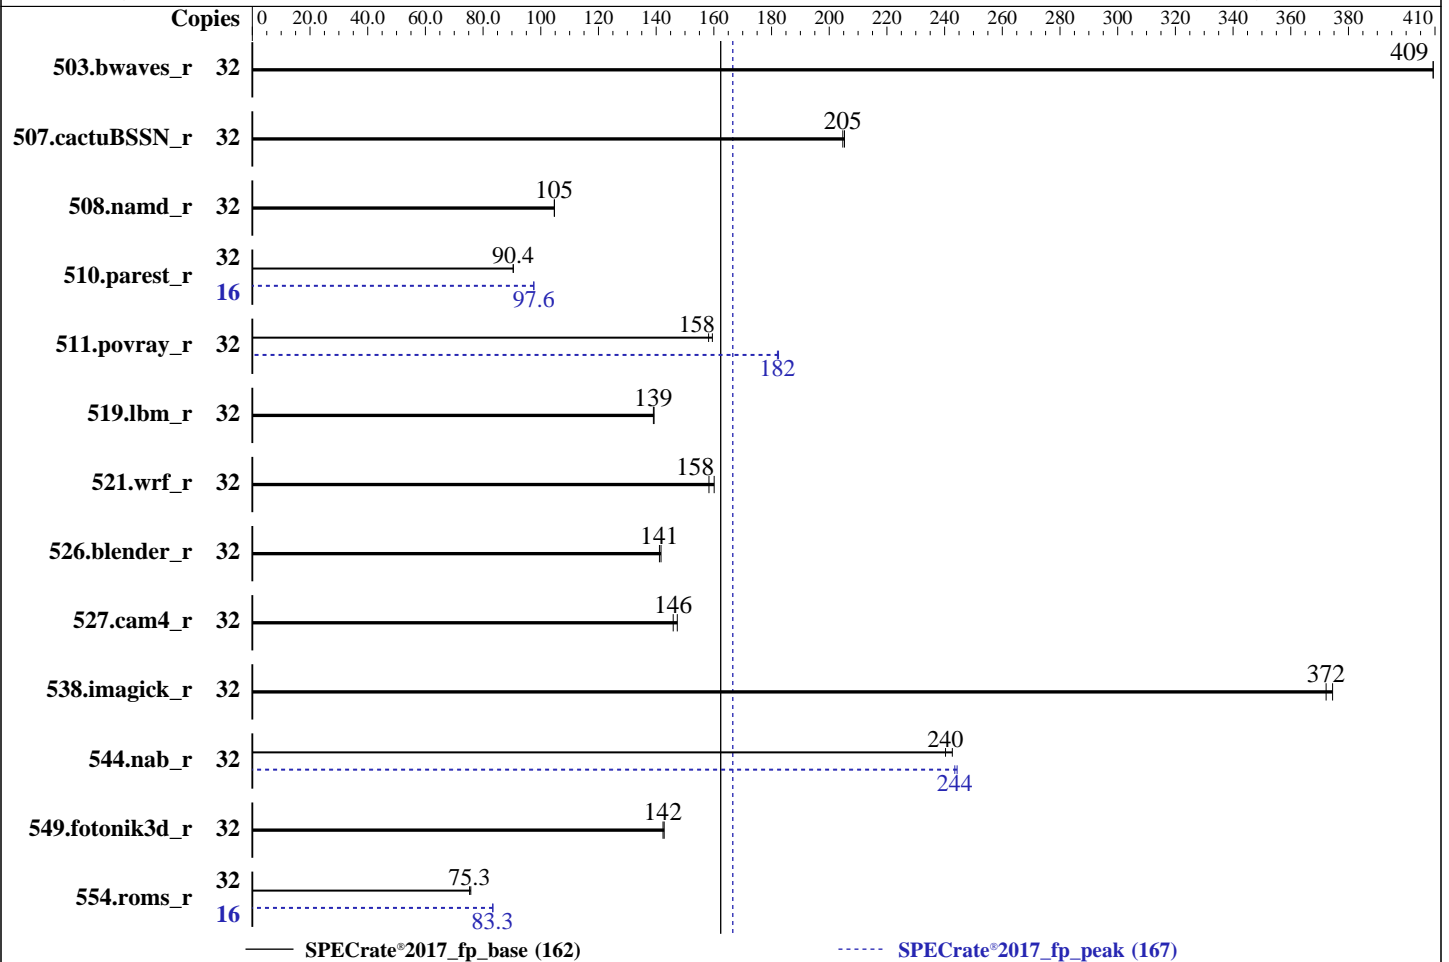 Copies 0 20.0 40.0 60.0 80.0 100 120 140 160 180 200 220 240 260 280 300 320 340 360 380 410
503.bwaves_r 32 409
507.cactuBSSN_r 32 205
508.namd_r 32 105
510.parest_r 32 90.4
16 97.6
511.povray_r 32 158
182
519.lbm_r 32 139
521.wrf_r 32 158
526.blender_r 32 141
527.cam4_r 32 146
538.imagick_r 32 372
544.nab_r 32 240
244
549.fotonik3d_r 32 142
554.roms_r 32 75.3
16 83.3
SPECrate®2017_fp_base (162) SPECrate®2017_fp_peak (167)